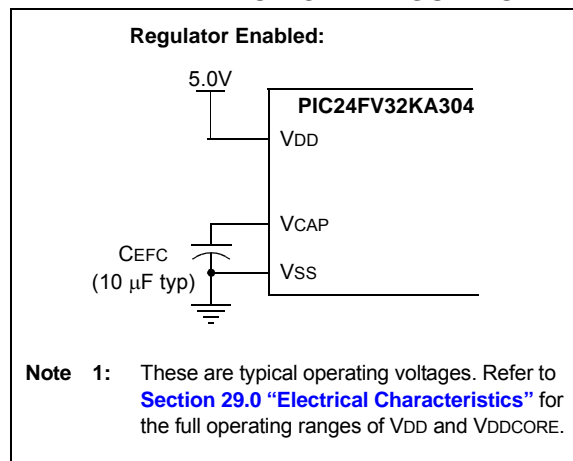 Regulator Enabled:
5.0V
PIC24FV32KA304
VDD
VCAP
CEFC
(10 μF typ)
VSS
Note 1: These are typical operating voltages. Refer to
Section 29.0 “Electrical Characteristics” for
the full operating ranges of VDD and VDDCORE.